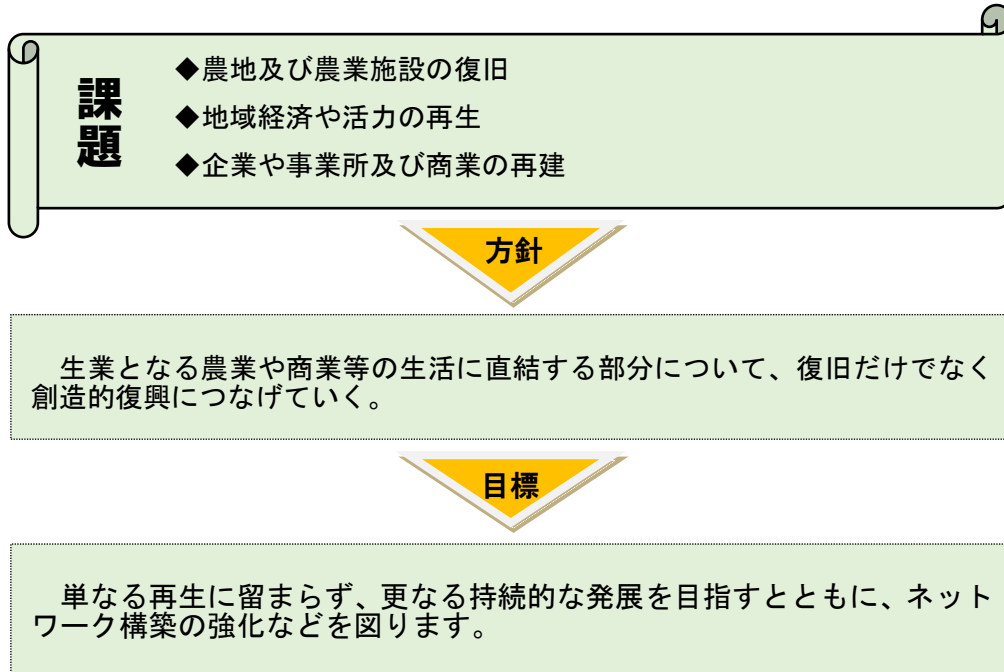 課題
◆農地及び農業施設の復旧
◆地域経済や活力の再生
◆企業や事業所及び商業の再建
方針
生業となる農業や商業等の生活に直結する部分について、復旧だけでなく
創造的復興につなげていく。
目標
単なる再生に留まらず、更なる持続的な発展を目指すとともに、ネット
ワーク構築の強化などを図ります。